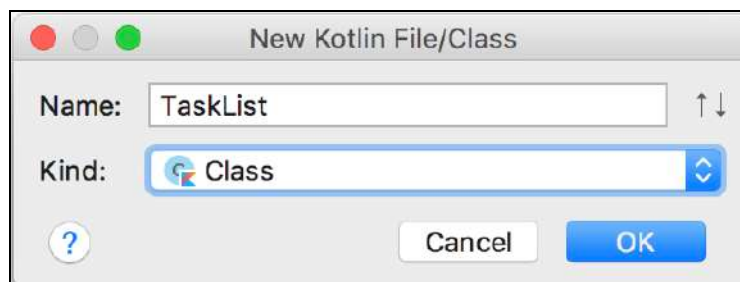 New Kotlin File/Class
Name: TaskList ↑↓
Kind: Class
? Cancel OK